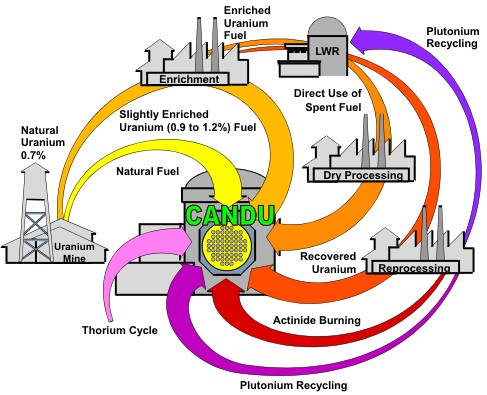 Enriched
Uranium
Fuel
LWR
Plutonium
Recycling
Enrichment
Direct Use of
Spent Fuel
Slightly Enriched
Uranium (0.9 to 1.2%) Fuel
Natural
Uranium
0.7%
Natural Fuel
Dry Processing
CANDU
Uranium
Mine
Recovered
Uranium
Reprocessing
Thorium Cycle
Actinide Burning
Plutonium Recycling